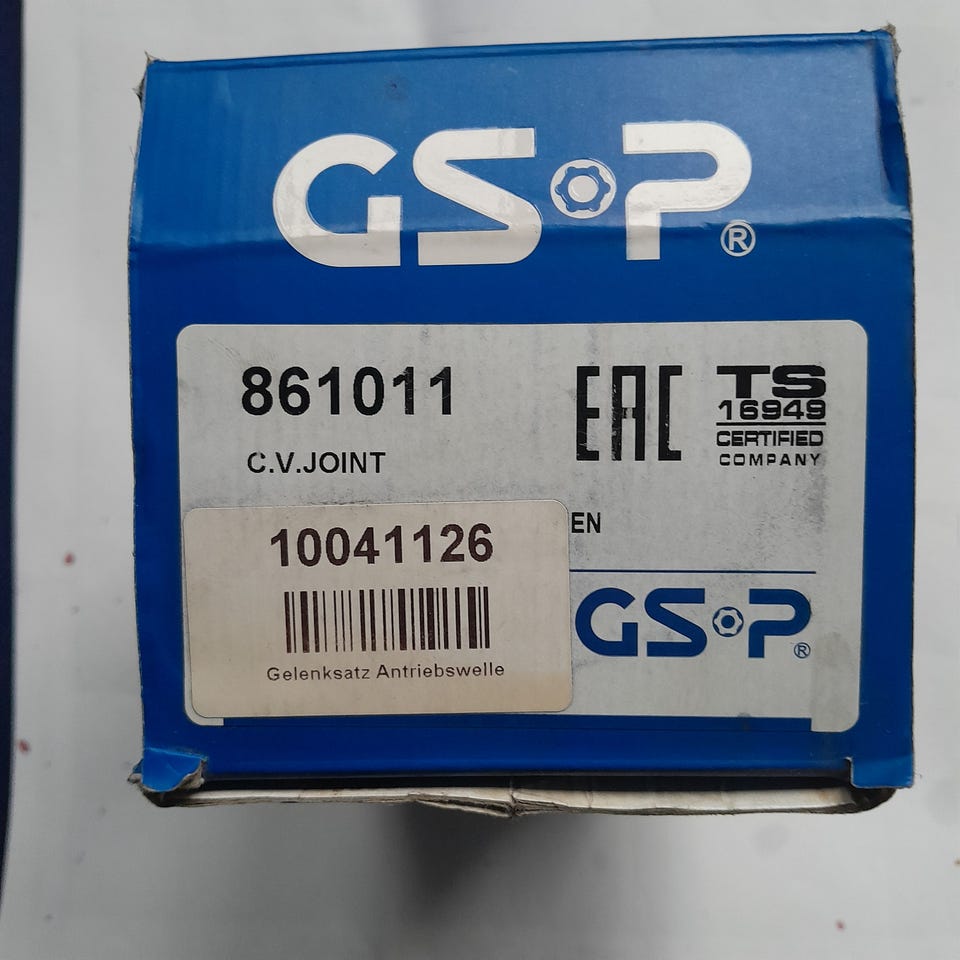 GSP®
861011
C.V.JOINT
EAC
TS
16949
CERTIFIED
COMPANY
EN
10041126
Gelenksatz Antriebswelle
GSP®